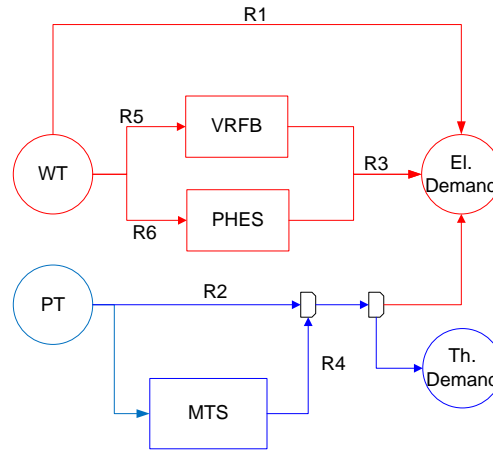 R1
R5
VRFB
WT
R3
El.
Demand
R6
PHES
PT
R2
R4
Th.
Demand
MTS